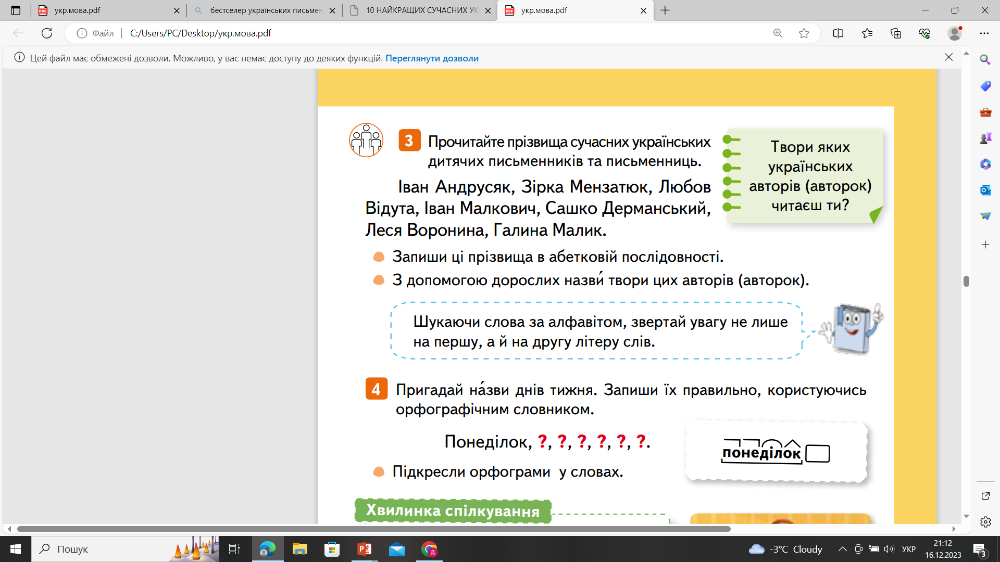 укр.мова.pdf
бестселер українських письмен
10 НАЙКРАЩИХ СУЧАСНИХ УК
укр.мова.pdf
Файл
C:/Users/PC/Desktop/укр.мова.pdf
Цей файл має обмежені дозволи. Можливо, у вас немає доступу до деяких функцій. Переглянути дозволи
3 Прочитайте прізвища сучасних українських
дитячих письменників та письменниць.
Іван Андрусяк, Зірка Мензатюк, Любов
Відута, Іван Малкович, Сашко Дерманський,
Леся Воронина, Галина Малик.
Твори яких
українських
авторів (авторок)
читаєш ти?
Запиши ці прізвища в абетковій послідовності.
З допомогою дорослих назви́ твори цих авторів (авторок).
Шукаючи слова за алфавітом, звертай увагу не лише
на першу, а й на другу літеру слів.
4 Пригадай на́зви днів тижня. Запиши їх правильно, користуючись
орфографічним словником.
Понеділок, ?, ?, ?, ?, ?, ?.
понеділок
Підкресли орфограми у словах.
Хвилинка спілкування
Пошук
-3°C Cloudy
УКР
21:12
16.12.2023
3